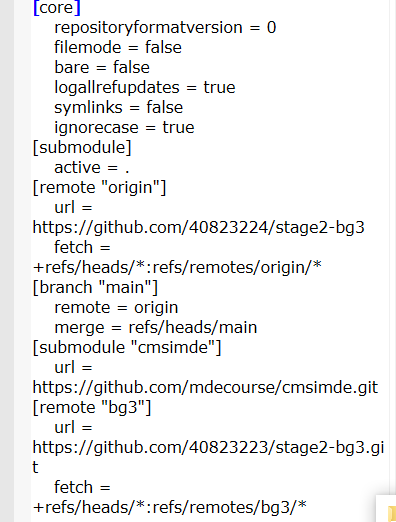 [core]
repositoryformatversion = 0
filemode = false
bare = false
logallrefupdates = true
symlinks = false
ignorecase = true
[submodule]
active = .
[remote "origin"]
url =
https://github.com/40823224/stage2-bg3
fetch =
+refs/heads/*:refs/remotes/origin/*
[branch "main"]
remote = origin
merge = refs/heads/main
[submodule "cmsimde"]
url =
https://github.com/mdecourse/cmsimde.git
[remote "bg3"]
url =
https://github.com/40823223/stage2-bg3.gi
t
fetch =
+refs/heads/*:refs/remotes/bg3/*